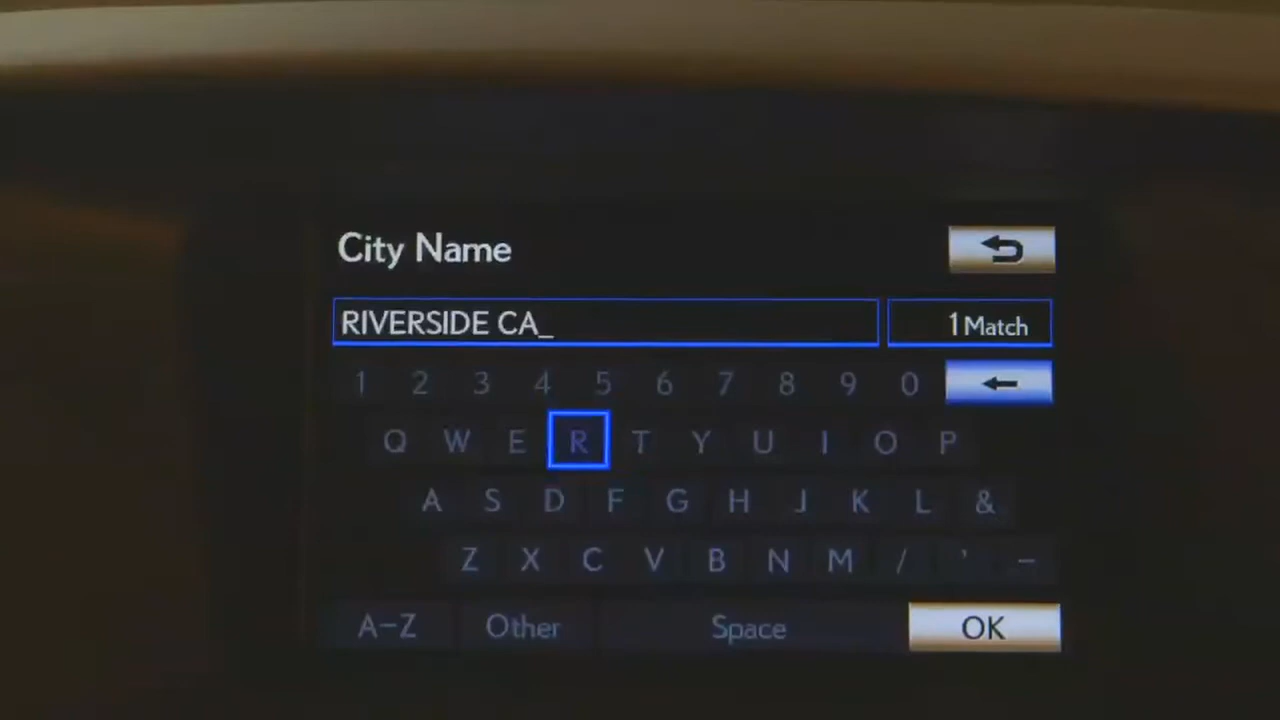 City Name
RIVERSIDE CA_
1 Match
1 2 3 4 5 6 7 8 9 0
Q W E R T Y U I O P
A S D F G H J K L &
Z X C V B N M / ' -
A-Z Other Space OK